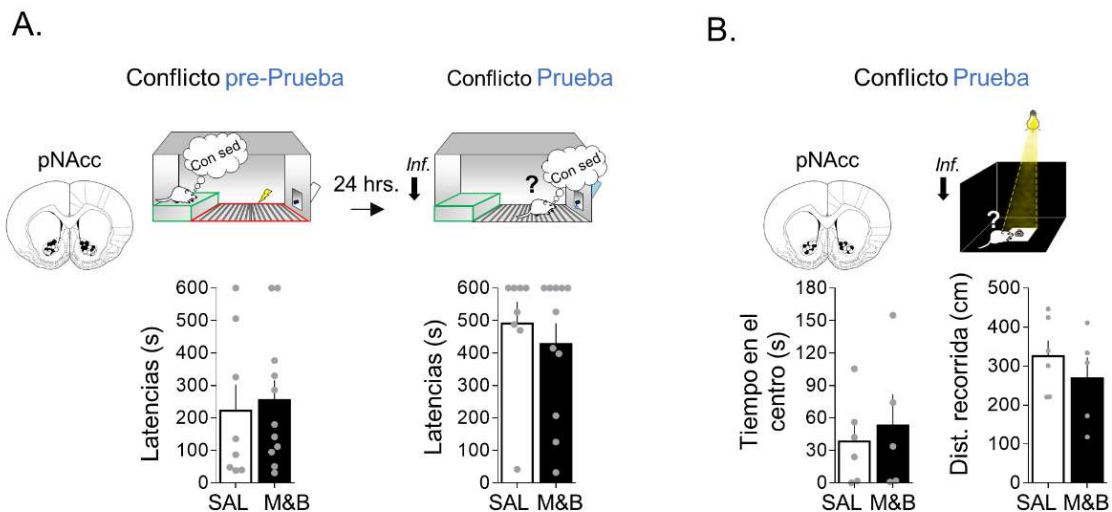 A.
Conflicto pre-Prueba
Conflicto Prueba
pNAcc
Con sed
24 hrs.
Inf.
?
Con sed
Latencias (s)
600
500
400
300
200
100
0
SAL M&B
Latencias (s)
600
500
400
300
200
100
0
SAL M&B
B.
Conflicto Prueba
pNAcc
Inf.
?
Tiempo en el
centro (s)
180
150
120
90
60
30
0
SAL M&B
Dist. recorrida (cm)
500
400
300
200
100
0
SAL M&B